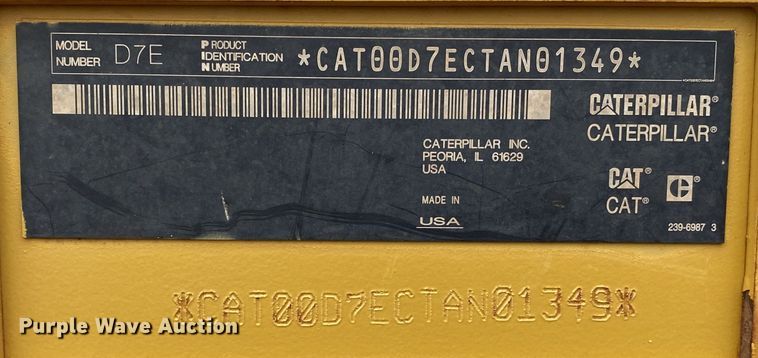 MODEL NUMBER D7E PRODUCT IDENTIFICATION NUMBER *CAT00D7ECTAN01349*
CATERPILLAR®
CATERPILLAR®
CATERPILLAR INC.
PEORIA, IL 61629
USA
CAT® C
CAT®
MADE IN
USA
239-6987 3
*CAT00D7ECTAN01349*
Purple Wave Auction